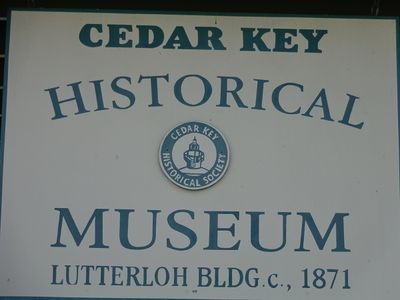 CEDAR KEY
HISTORICAL
CEDAR KEY
HISTORICAL SOCIETY
MUSEUM
LUTTERLOH BLDG.c., 1871